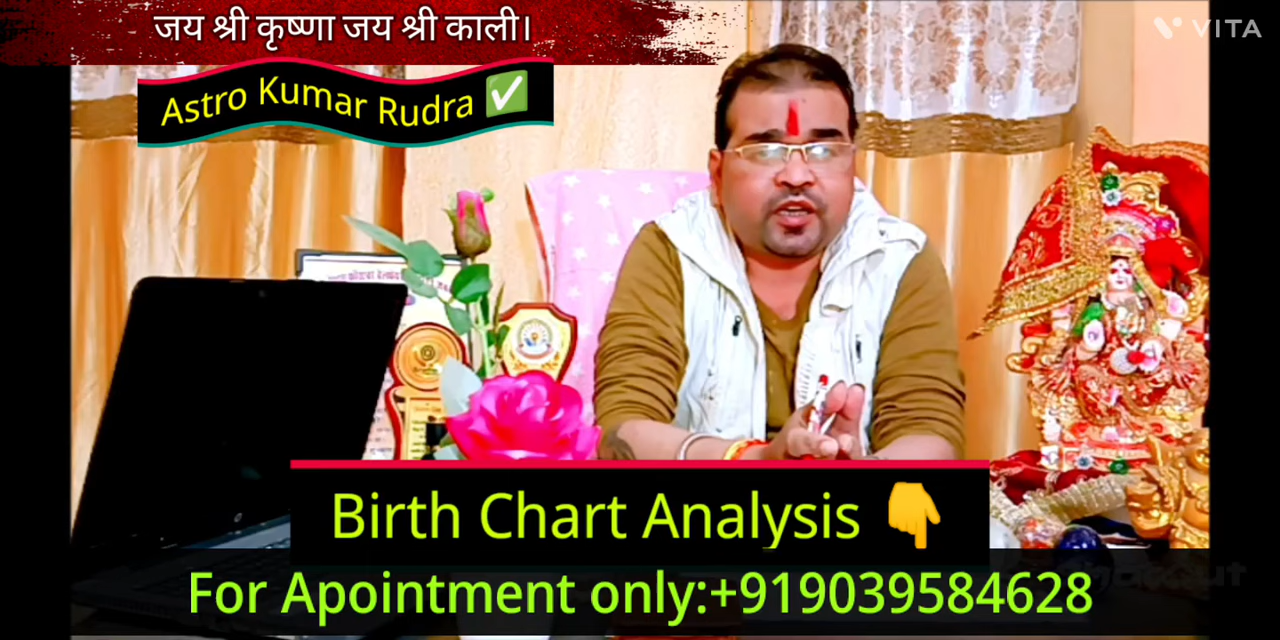 जय श्री कृष्णा जय श्री काली।
VITA
Astro Kumar Rudra ✅
Birth Chart Analysis 👇
For Apointment only:+919039584628